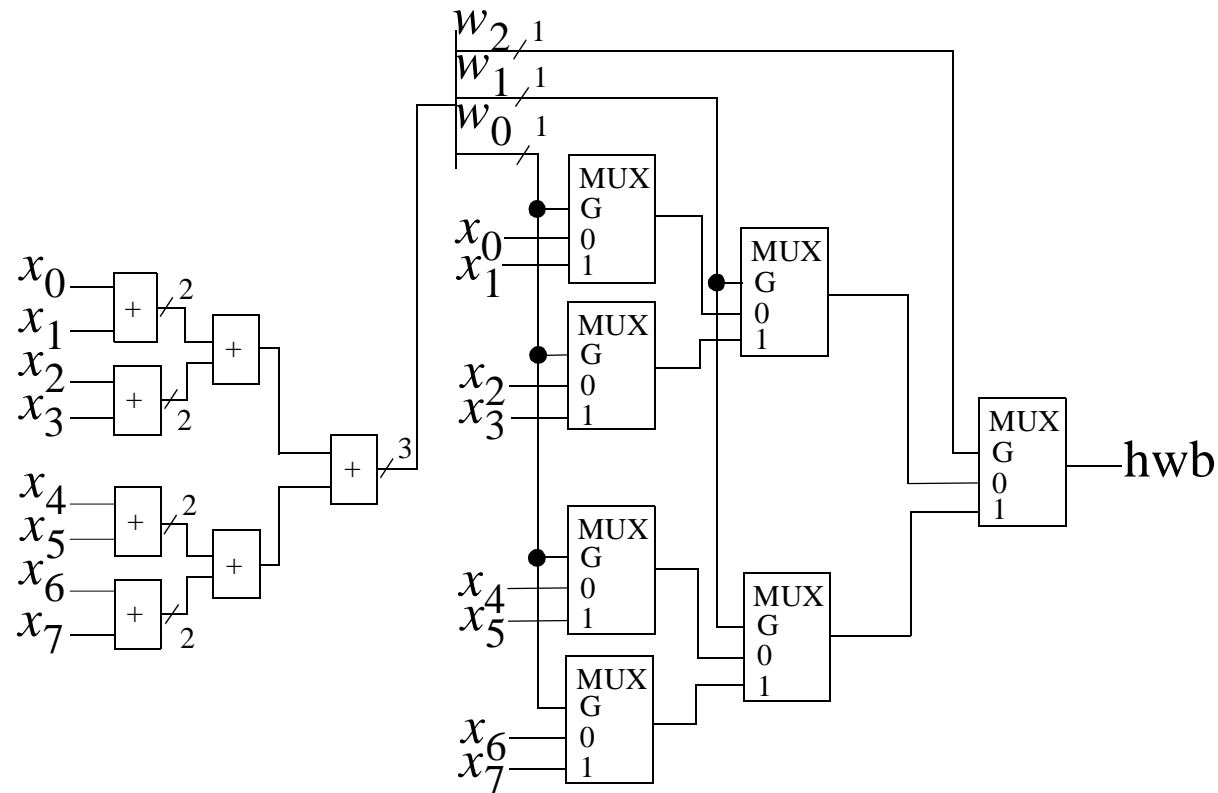 w₂ 1
w₁ 1
w₀ 1
MUX
G
x₀ 0
x₁ 1
MUX
G
0
1
x₀
x₁
+
2
+
x₂
x₃
+
2
MUX
G
x₂ 0
x₃ 1
+
3
MUX
G
0
1
hwb
x₄
x₅
+
2
+
x₆
x₇
+
2
MUX
G
x₄ 0
x₅ 1
MUX
G
0
1
MUX
G
x₆ 0
x₇ 1